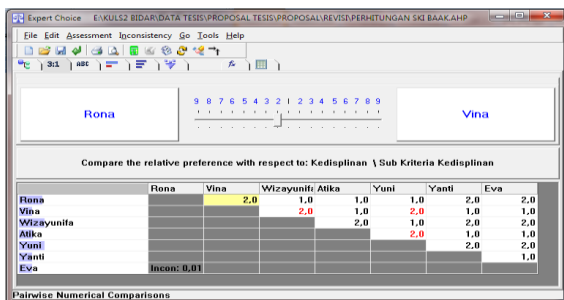 Expert Choice E:\KULS2 BIDAR\DATA TESIS\PROPOSAL TESIS\PROPOSAL\REVISI\PERHITUNGAN SKI BAAK.AHP
File Edit Assessment Inconsistency Go Tools Help
3:1 ABC
Rona
9 8 7 6 5 4 3 2 1 2 3 4 5 6 7 8 9
Vina
Compare the relative preference with respect to: Kedisplinan \ Sub Kriteria Kedisplinan
Rona Vina Wizayunifa Atika Yuni Yanti Eva
Rona 2,0 1,0 1,0 1,0 2,0 2,0
Vina 2,0 1,0 2,0 1,0 1,0
Wizayunifa 2,0 1,0 2,0 2,0
Atika 2,0 1,0 1,0
Yuni 2,0 2,0
Yanti 1,0
Eva Incon: 0,01
Pairwise Numerical Comparisons